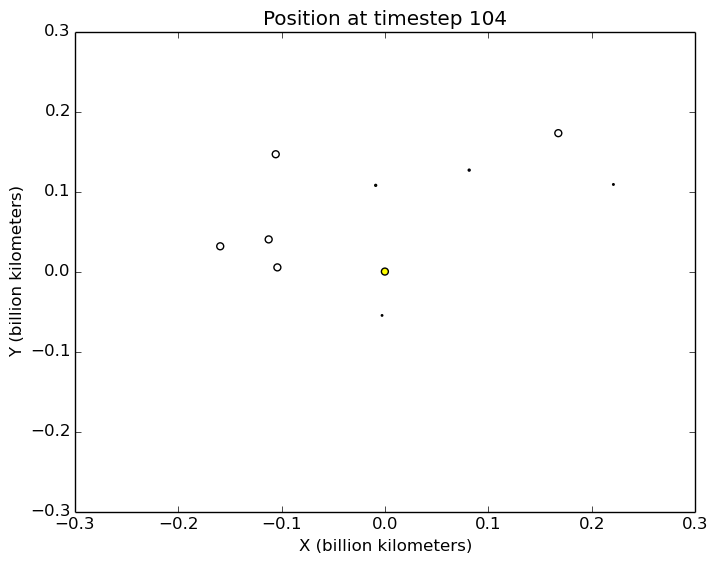 Position at timestep 104
0.3
0.2
0.1
0.0
−0.1
−0.2
−0.3
Y (billion kilometers)
−0.3 −0.2 −0.1 0.0 0.1 0.2 0.3
X (billion kilometers)